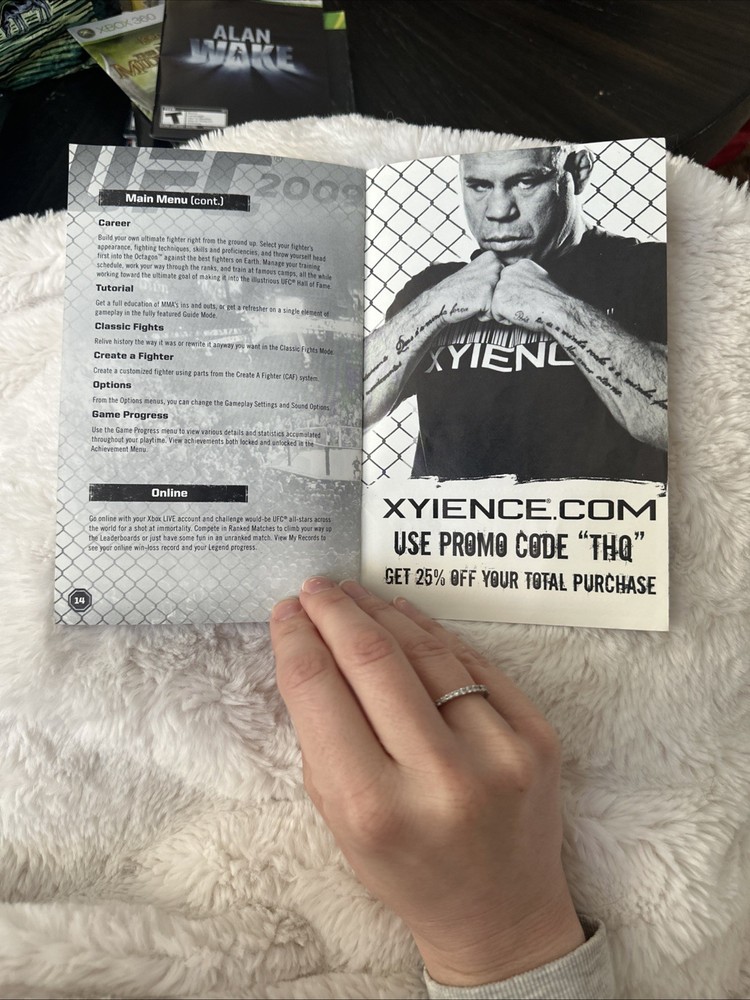 XBOX 360
ALAN
WAKE
T
UFC
2009
Main Menu (cont.)
Career
Build your own ultimate fighter right from the ground up. Select your fighter's
appearance, fighting techniques, skills and proficiencies, and throw yourself head
first into the Octagon™ against the best fighters on Earth. Manage your training
schedule, work your way through the ranks, and train at famous camps, all the while
working toward the ultimate goal of making it into the illustrious UFC® Hall of Fame.
Tutorial
Get a full education of MMA's ins and outs, or get a refresher on a single element of
gameplay in the fully featured Guide Mode.
Classic Fights
Relive history the way it was or rewrite it anyway you want in the Classic Fights Mode.
Create a Fighter
Create a customized fighter using parts from the Create A Fighter (CAF) system.
Options
From the Options menus, you can change the Gameplay Settings and Sound Options.
Game Progress
Use the Game Progress menu to view various details and statistics accumulated
throughout your playtime. View achievements both locked and unlocked in the
Achievement Menu.
Online
Go online with your Xbox LIVE account and challenge would-be UFC® all-stars across
the world for a shot at immortality. Compete in Ranked Matches to climb your way up
the Leaderboards or just have some fun in an unranked match. View My Records to
see your online win-loss record and your Legend progress.
14
XYIENC
XYIENCE.COM
USE PROMO CODE "THQ"
GET 25% OFF YOUR TOTAL PURCHASE